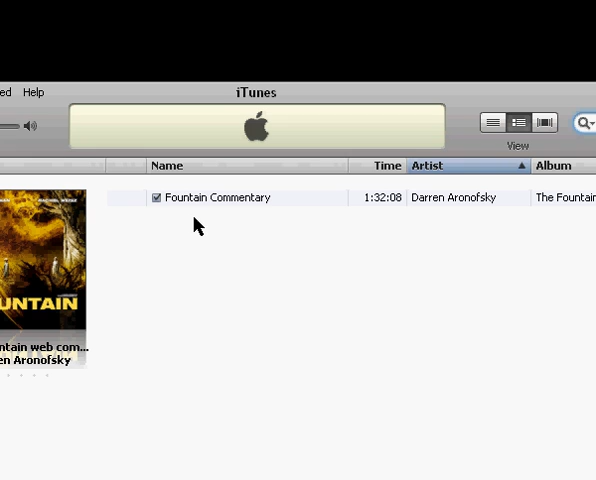 ed Help
iTunes
View
Name Time Artist Album
Fountain Commentary 1:32:08 Darren Aronofsky The Fountain
UNTAIN
ntain web com...
en Aronofsky